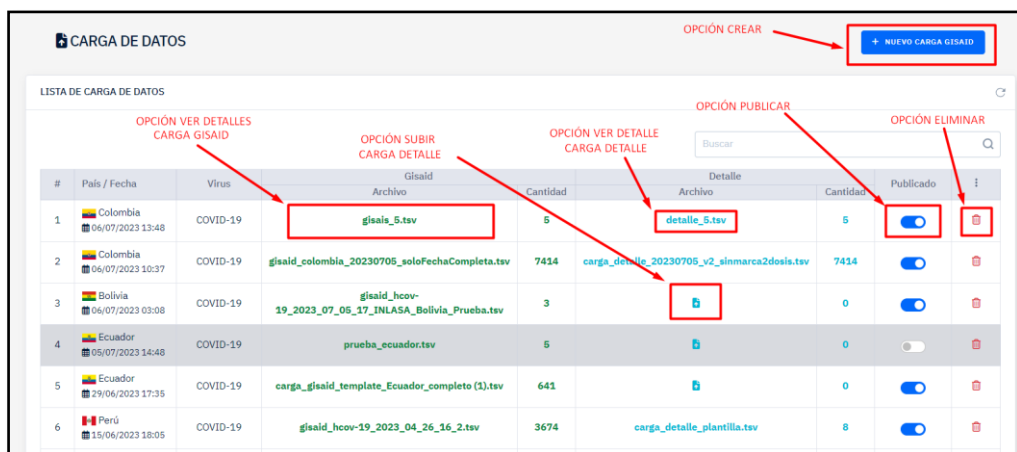 OPCIÓN CREAR
CARGA DE DATOS
+ NUEVO CARGA GISAID
LISTA DE CARGA DE DATOS
OPCIÓN PUBLICAR
OPCIÓN VER DETALLES
CARGA GISAID
OPCIÓN SUBIR
CARGA DETALLE
OPCIÓN VER DETALLE
CARGA DETALLE
OPCIÓN ELIMINAR
Buscar
# País / Fecha Virus Gisaid Detalle Publicado
Archivo Cantidad Archivo Cantidad
1 Colombia 06/07/2023 13:48 COVID-19 gisais_5.tsv 5 detalle_5.tsv 5
2 Colombia 06/07/2023 10:37 COVID-19 gisaid_colombia_20230705_soloFechaCompleta.tsv 7414 carga_detalle_20230705_v2_sinmarca2dosis.tsv 7414
3 Bolivia 06/07/2023 03:08 COVID-19 gisaid_hcov-
19_2023_07_05_17_INLASA_Bolivia_Prueba.tsv 3 0
4 Ecuador 05/07/2023 14:48 COVID-19 prueba_ecuador.tsv 5 0
5 Ecuador 29/06/2023 17:35 COVID-19 carga_gisaid_template_Ecuador_completo (1).tsv 641 0
6 Perú 15/06/2023 18:05 COVID-19 gisaid_hcov-19_2023_04_26_16_2.tsv 3674 carga_detalle_plantilla.tsv 8